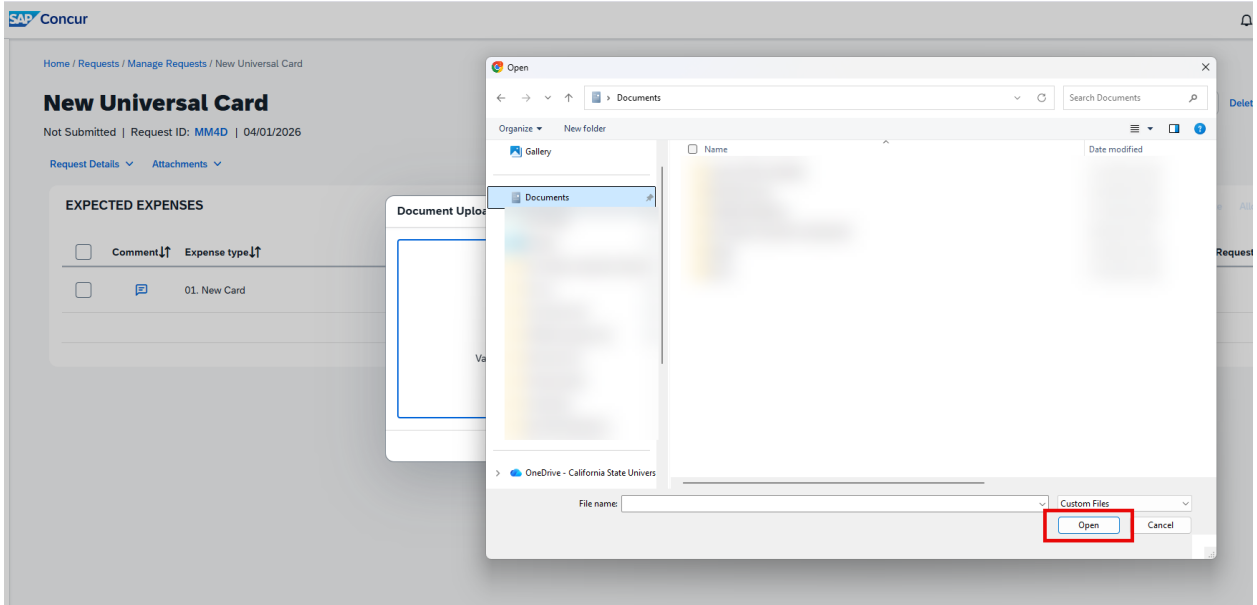 SAP Concur
Home / Requests / Manage Requests / New Universal Card
New Universal Card
Not Submitted | Request ID: MM4D | 04/01/2026
Request Details
Attachments
EXPECTED EXPENSES
Comment
Expense type
01. New Card
Document Uploa
Va
Open
Documents
Search Documents
Organize
New folder
Gallery
Documents
OneDrive - California State Univers
Name
Date modified
File name:
Custom Files
Open
Cancel
Delet
Request